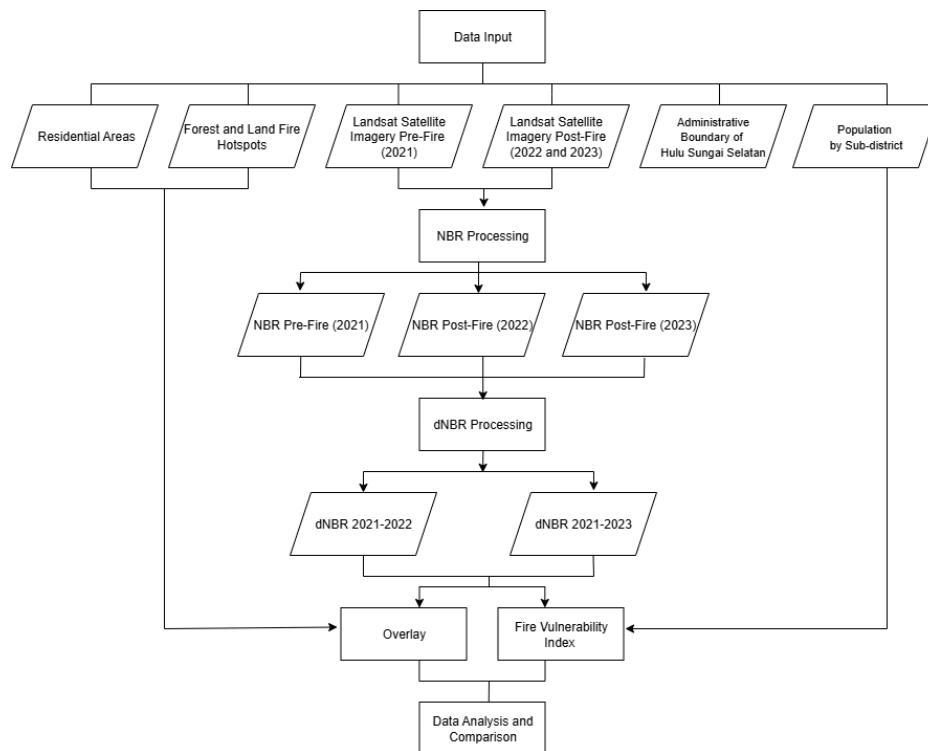 Data Input
Residential Areas
Forest and Land Fire
Hotspots
Landsat Satellite
Imagery Pre-Fire
(2021)
Landsat Satellite
Imagery Post-Fire
(2022 and 2023)
Administrative
Boundary of
Hulu Sungai Selatan
Population
by Sub-district
NBR Processing
NBR Pre-Fire (2021)
NBR Post-Fire (2022)
NBR Post-Fire (2023)
dNBR Processing
dNBR 2021-2022
dNBR 2021-2023
Overlay
Fire Vulnerability
Index
Data Analysis and
Comparison